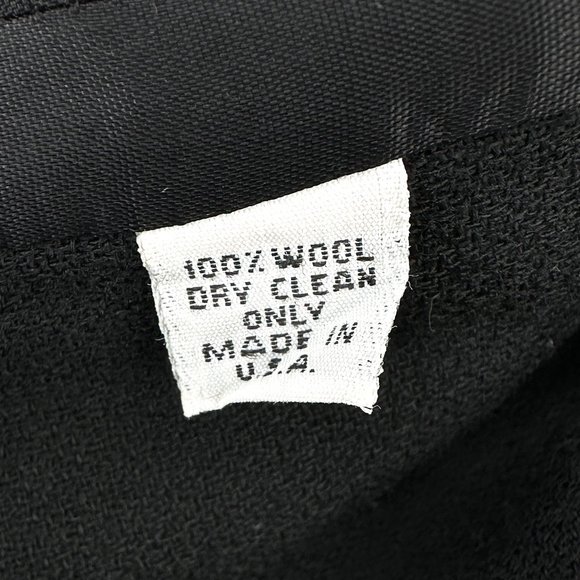 100% WOOL
DRY CLEAN
ONLY
MADE IN
U.S.A.